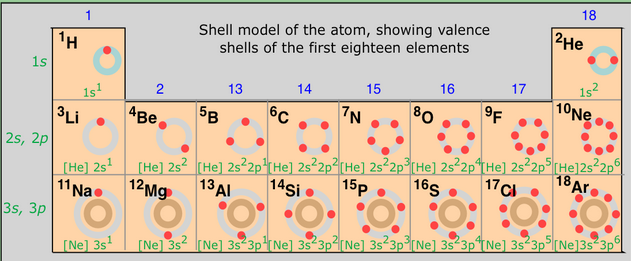 1
18
Shell model of the atom, showing valence
shells of the first eighteen elements
1s
¹H
1s¹
²He
1s²
2
13
14
15
16
17
2s, 2p
³Li
[He] 2s¹
⁴Be
[He] 2s²
⁵B
[He] 2s²2p¹
⁶C
[He] 2s²2p²
⁷N
[He] 2s²2p³
⁸O
[He] 2s²2p⁴
⁹F
[He] 2s²2p⁵
¹⁰Ne
[He] 2s²2p⁶
3s, 3p
¹¹Na
[Ne] 3s¹
¹²Mg
[Ne] 3s²
¹³Al
[Ne] 3s²3p¹
¹⁴Si
[Ne] 3s²3p²
¹⁵P
[Ne] 3s²3p³
¹⁶S
[Ne] 3s²3p⁴
¹⁷Cl
[Ne] 3s²3p⁵
¹⁸Ar
[Ne] 3s²3p⁶